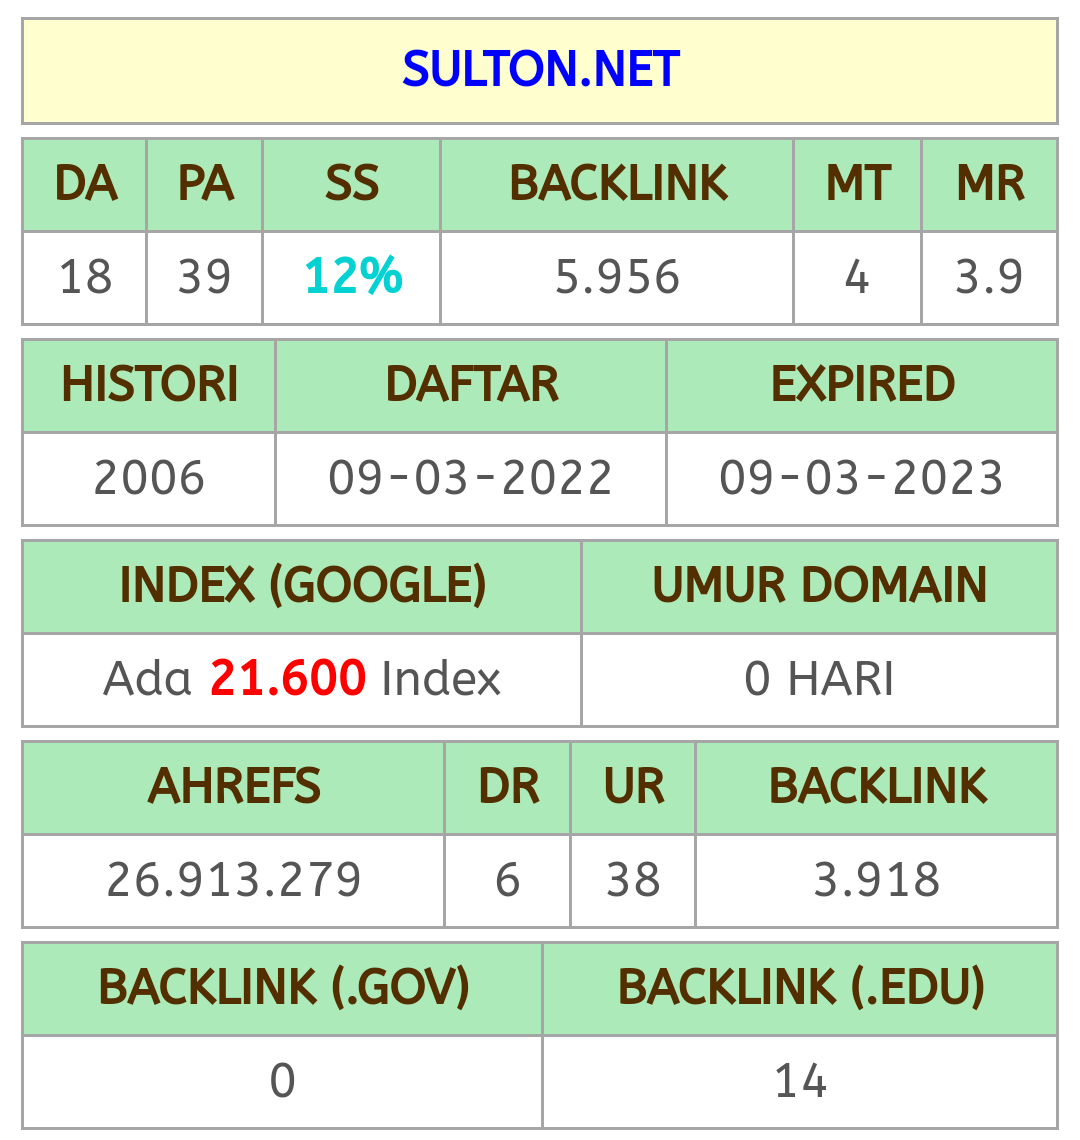 SULTON.NET
DA PA SS BACKLINK MT MR
18 39 12% 5.956 4 3.9
HISTORI DAFTAR EXPIRED
2006 09-03-2022 09-03-2023
INDEX (GOOGLE) UMUR DOMAIN
Ada 21.600 Index 0 HARI
AHREFS DR UR BACKLINK
26.913.279 6 38 3.918
BACKLINK (.GOV) BACKLINK (.EDU)
0 14